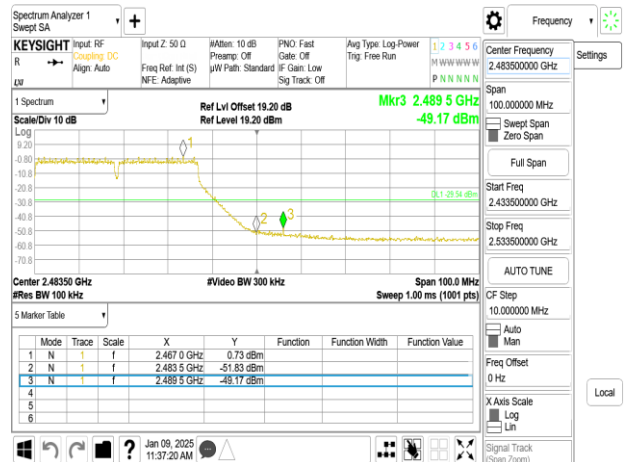 Spectrum Analyzer 1
Swept SA
Frequency
KEYSIGHT Input: RF Input Z: 50 Ω #Atten: 10 dB PNO: Fast Avg Type: Log-Power 1 2 3 4 5 6
R Coupling: DC Preamp: Off Gate: Off Trig: Free Run M W W W W W
Align: Auto Freq Ref: Int (S) µW Path: Standard IF Gain: Low
NFE: Adaptive Sig Track: Off P N N N N N
LXI
1 Spectrum
Ref Lvl Offset 19.20 dB Mkr3 2.489 5 GHz
Scale/Div 10 dB Ref Level 19.20 dBm -49.17 dBm
Log
9.20
-0.80
-10.8
-20.8
-30.8
-40.8
-50.8
-60.8
-70.8
1
2
3
DL1 -29.54 dBm
Center 2.48350 GHz #Video BW 300 kHz Span 100.0 MHz
#Res BW 100 kHz Sweep 1.00 ms (1001 pts)
5 Marker Table
Mode Trace Scale X Y Function Function Width Function Value
1 N 1 f 2.467 0 GHz 0.73 dBm
2 N 1 f 2.483 5 GHz -51.83 dBm
3 N 1 f 2.489 5 GHz -49.17 dBm
4
5
6
Jan 09, 2025
11:37:20 AM
Center Frequency
2.483500000 GHz
Settings
Span
100.000000 MHz
Swept Span
Zero Span
Full Span
Start Freq
2.433500000 GHz
Stop Freq
2.533500000 GHz
AUTO TUNE
CF Step
10.000000 MHz
Auto
Man
Freq Offset
0 Hz
X Axis Scale
Log
Lin
Local
Signal Track
(Span Zoom)